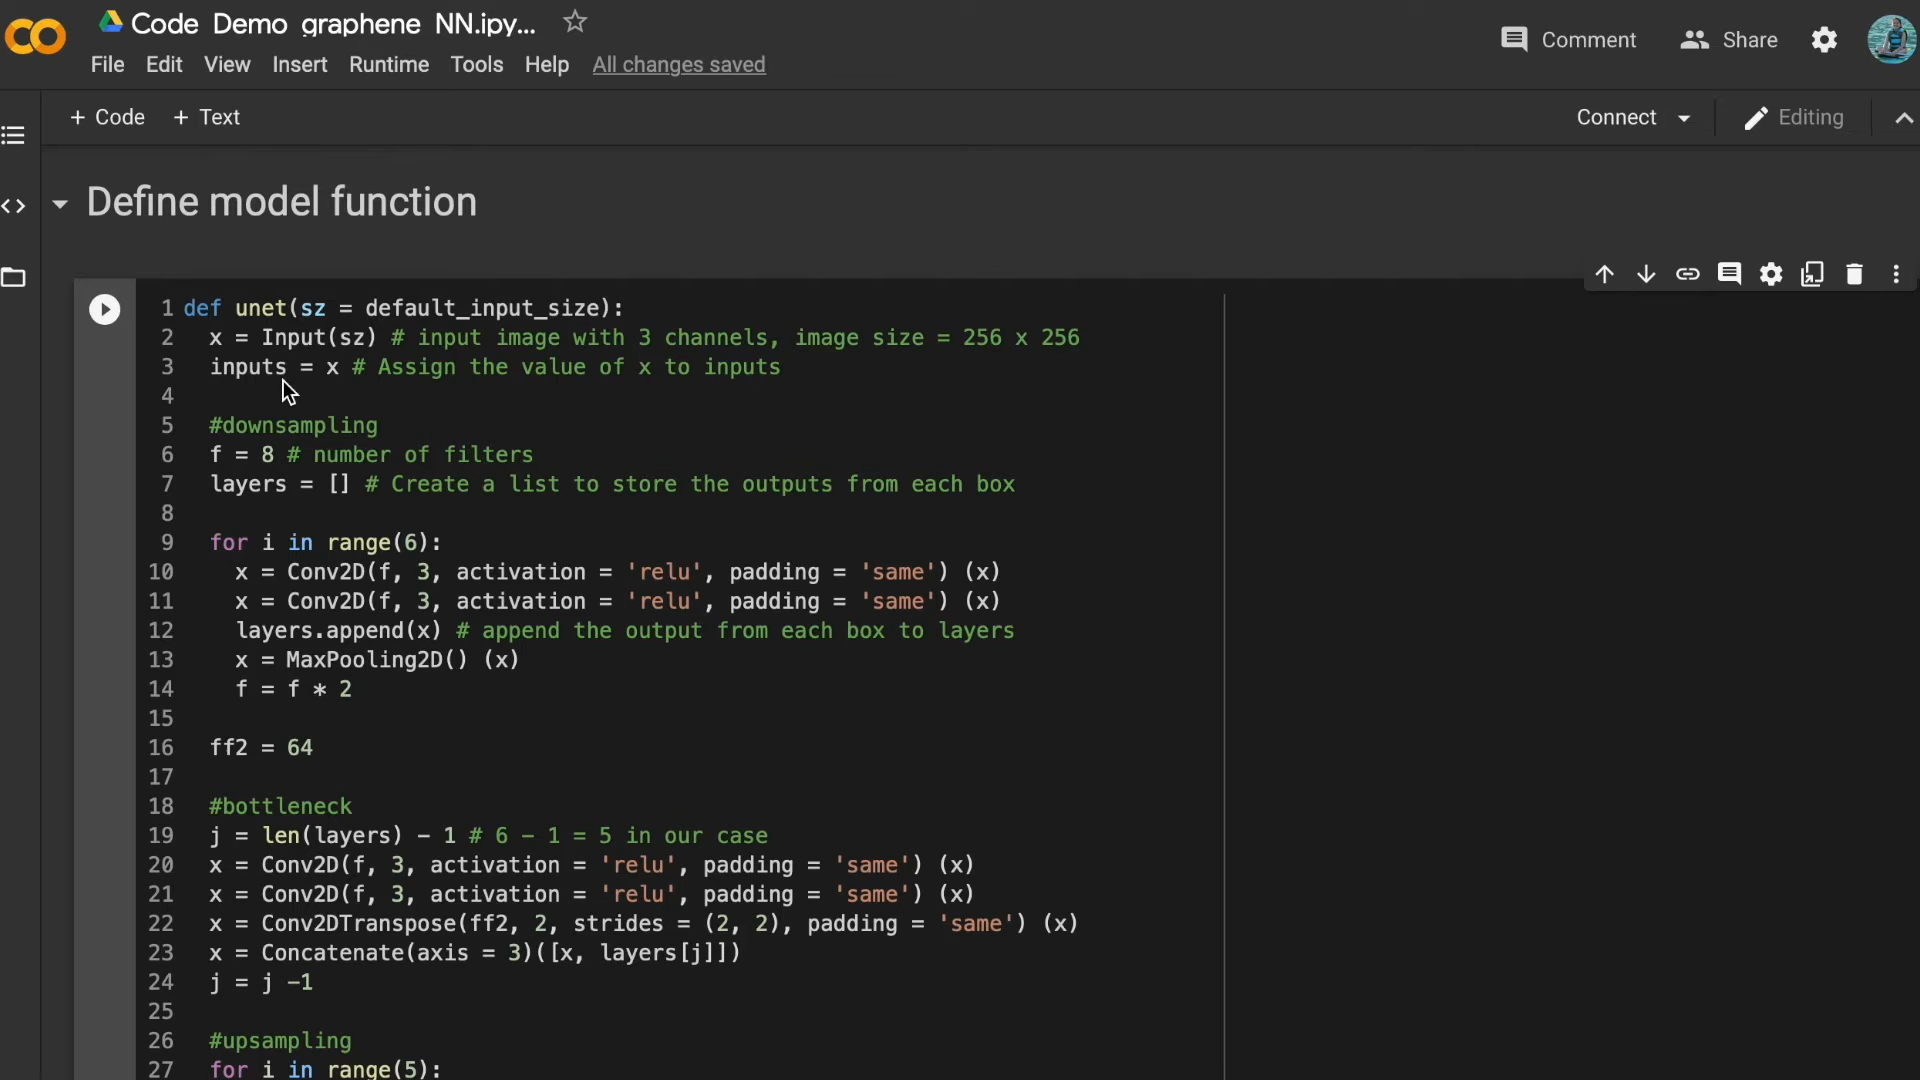 Code Demo graphene NN.ipy...
Comment
Share
File Edit View Insert Runtime Tools Help All changes saved
+ Code + Text
Connect
Editing
Define model function
1 def unet(sz = default_input_size):
2 x = Input(sz) # input image with 3 channels, image size = 256 x 256
3 inputs = x # Assign the value of x to inputs
4
5 #downsampling
6 f = 8 # number of filters
7 layers = [] # Create a list to store the outputs from each box
8
9 for i in range(6):
10 x = Conv2D(f, 3, activation = 'relu', padding = 'same') (x)
11 x = Conv2D(f, 3, activation = 'relu', padding = 'same') (x)
12 layers.append(x) # append the output from each box to layers
13 x = MaxPooling2D() (x)
14 f = f * 2
15
16 ff2 = 64
17
18 #bottleneck
19 j = len(layers) - 1 # 6 - 1 = 5 in our case
20 x = Conv2D(f, 3, activation = 'relu', padding = 'same') (x)
21 x = Conv2D(f, 3, activation = 'relu', padding = 'same') (x)
22 x = Conv2DTranspose(ff2, 2, strides = (2, 2), padding = 'same') (x)
23 x = Concatenate(axis = 3)([x, layers[j]])
24 j = j -1
25
26 #upsampling
27 for i in range(5):